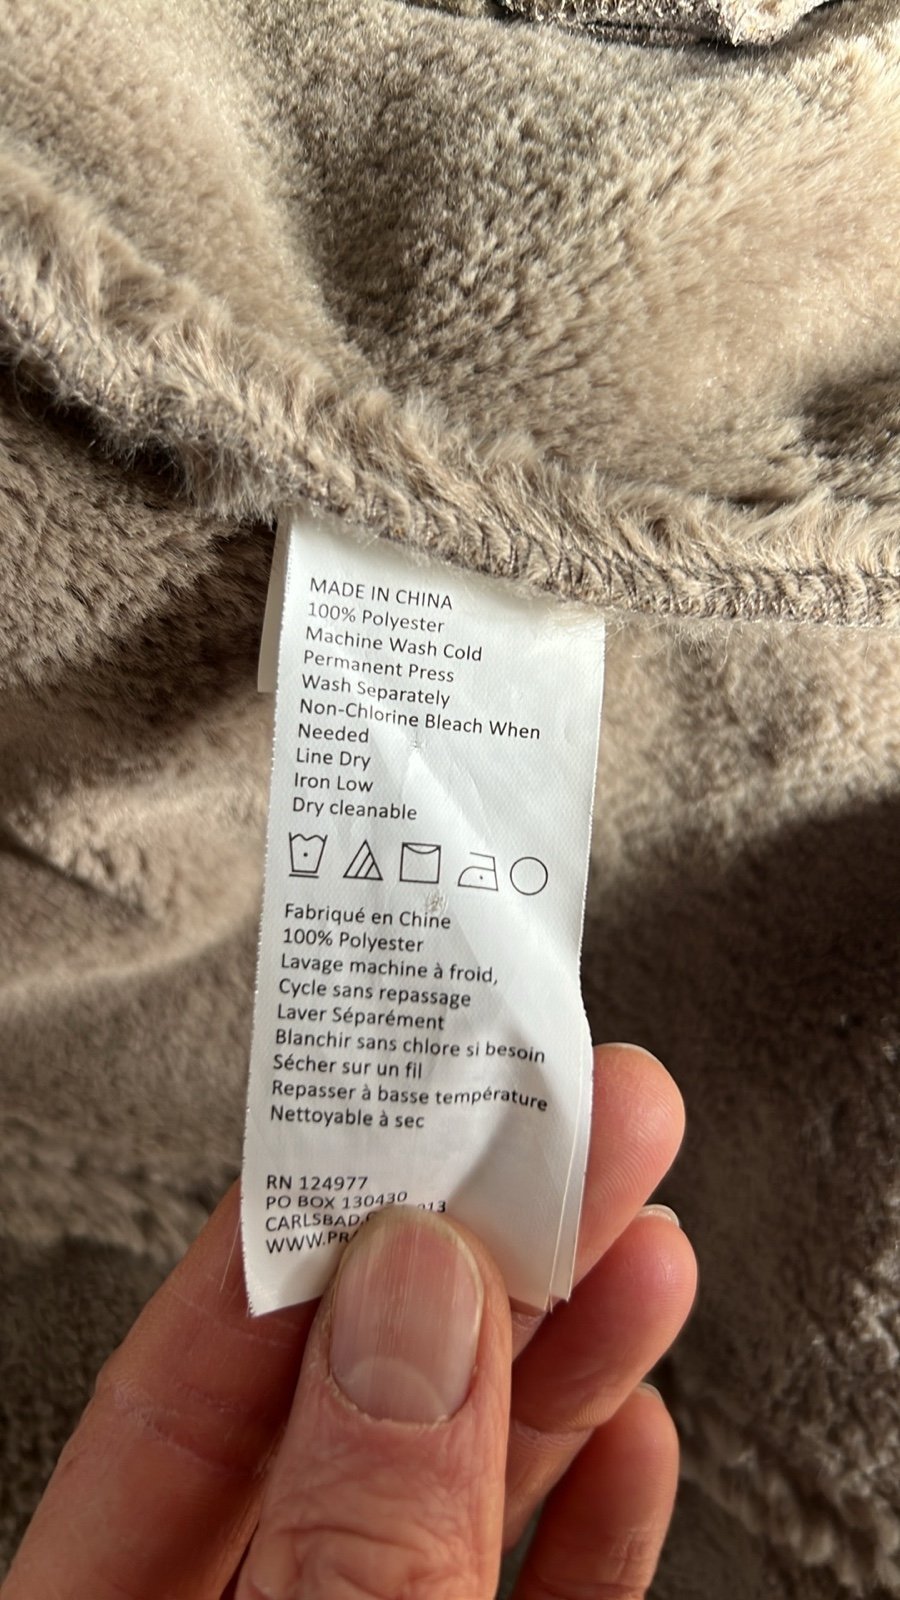 MADE IN CHINA
100% Polyester
Machine Wash Cold
Permanent Press
Wash Separately
Non-Chlorine Bleach When
Needed
Line Dry
Iron Low
Dry cleanable
Fabriqué en Chine
100% Polyester
Lavage machine à froid,
Cycle sans repassage
Laver Séparément
Blanchir sans chlore si besoin
Sécher sur un fil
Repasser à basse température
Nettoyable à sec
RN 124977
PO BOX 130430
CARLSBAD,